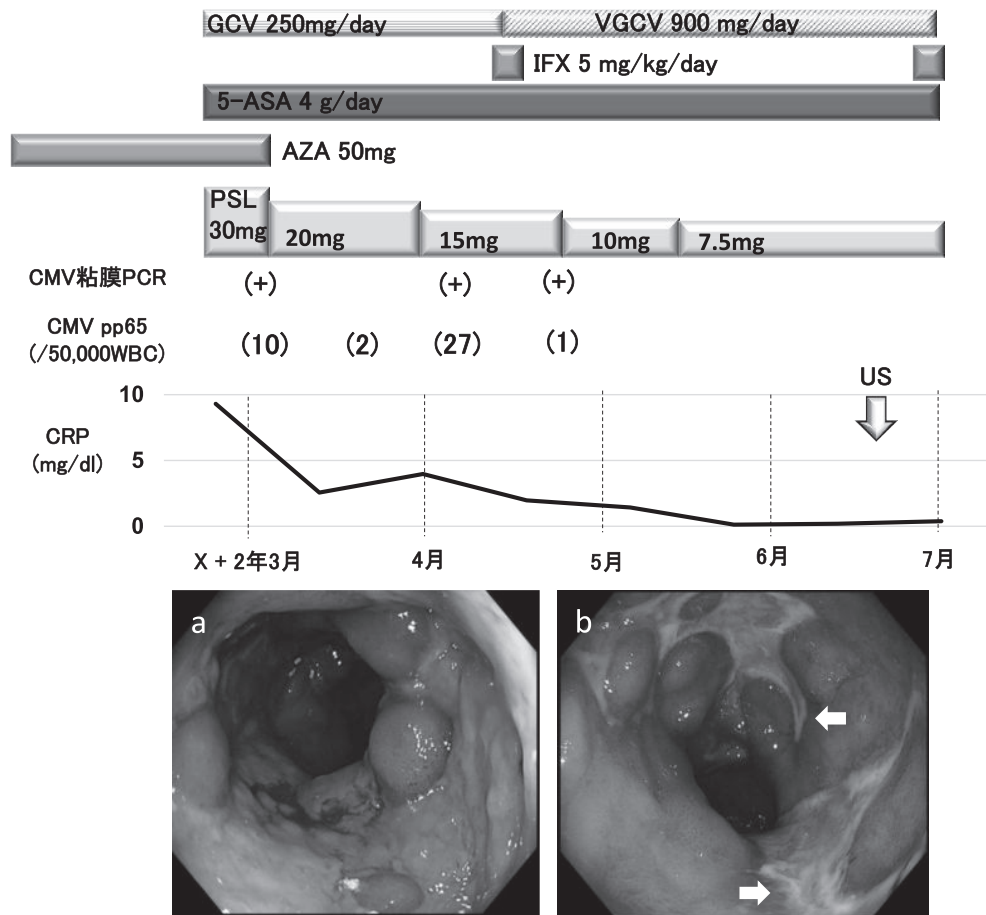 GCV 250mg/day
VGCV 900 mg/day
IFX 5 mg/kg/day
5-ASA 4 g/day
AZA 50mg
PSL
30mg
20mg
15mg
10mg
7.5mg
CMV粘膜PCR
(+)
(+)
(+)
CMV pp65
(/50,000WBC)
(10)
(2)
(27)
(1)
US
10
CRP
(mg/dl)
5
0
X + 2年3月
4月
5月
6月
7月
a
b